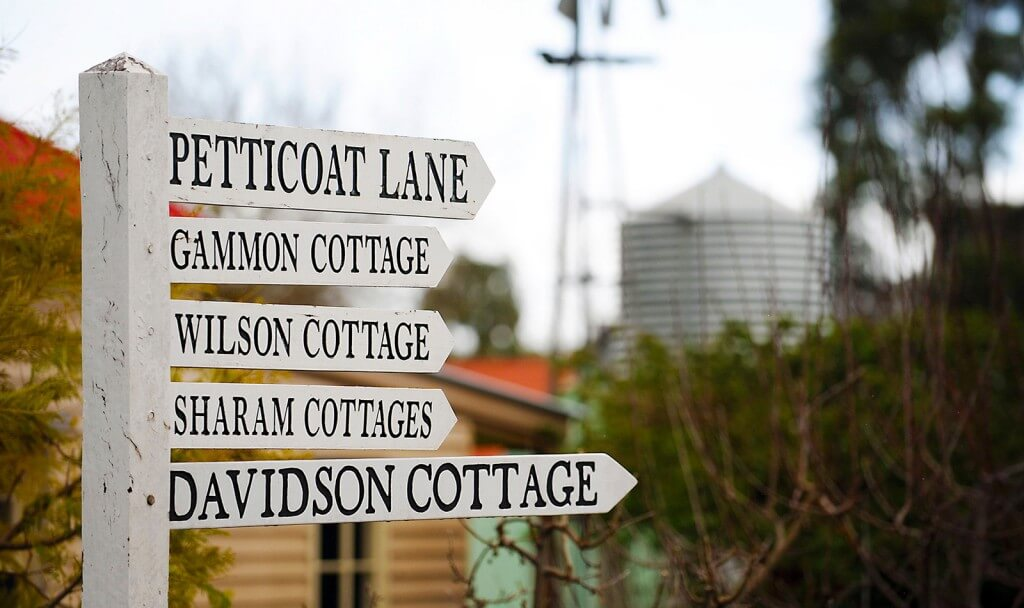 PETTICOAT LANE
GAMMON COTTAGE
WILSON COTTAGE
SHARAM COTTAGES
DAVIDSON COTTAGE